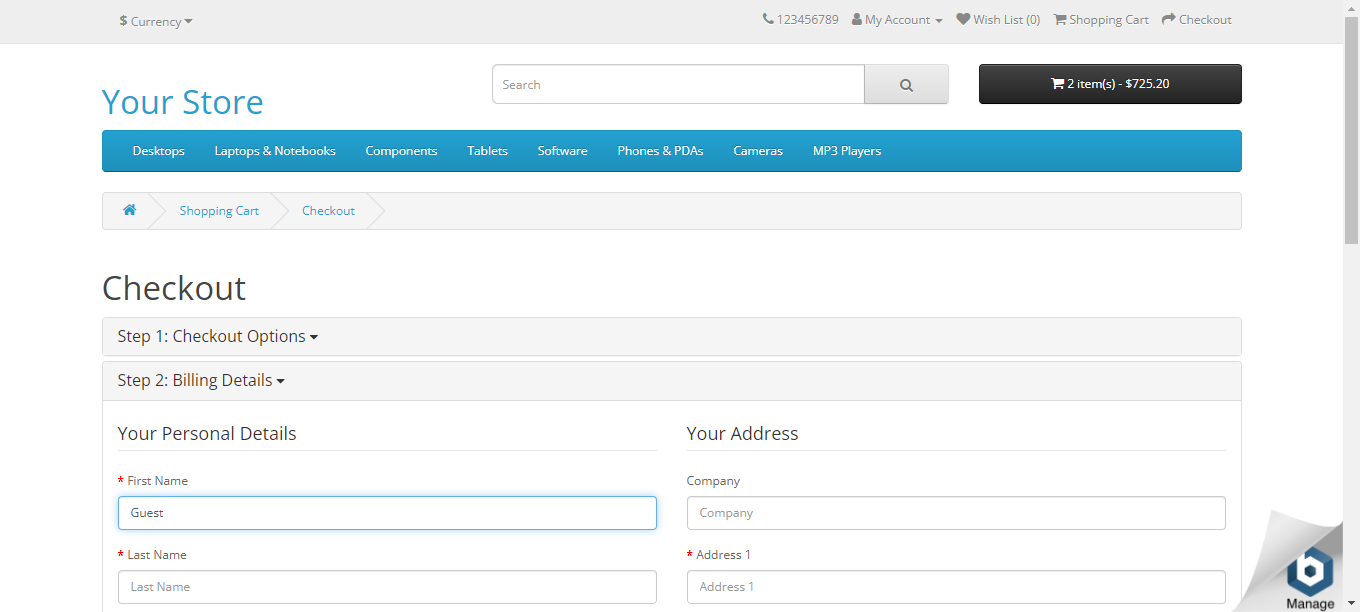 $ Currency
123456789 My Account Wish List (0) Shopping Cart Checkout
Your Store
Search
2 item(s) - $725.20
Desktops Laptops & Notebooks Components Tablets Software Phones & PDAs Cameras MP3 Players
Shopping Cart Checkout
Checkout
Step 1: Checkout Options
Step 2: Billing Details
Your Personal Details
Your Address
* First Name
Company
Guest
Company
* Last Name
* Address 1
Last Name
Address 1
b
Manage